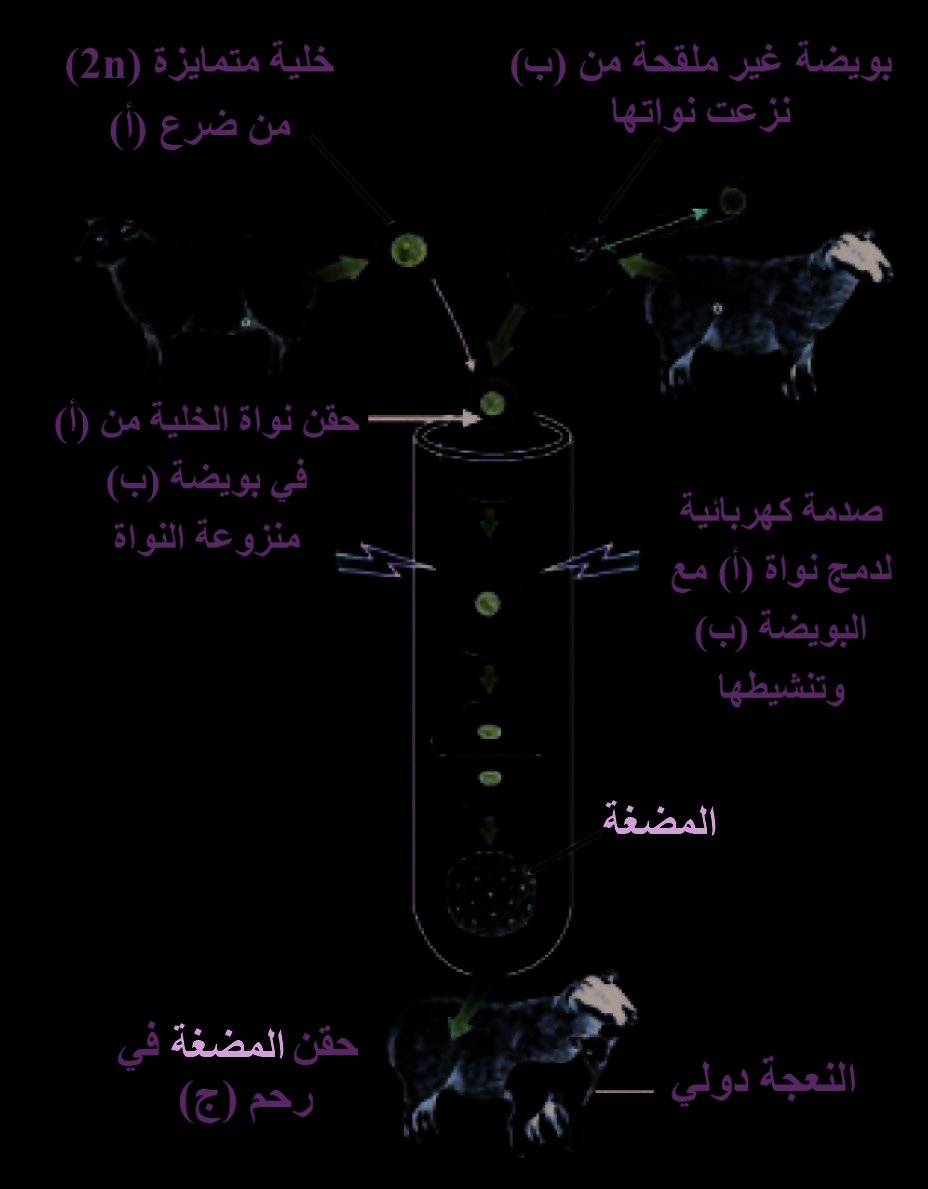 بويضة غير ملقحة من (ب)
نزعت نواتها
خلية متمايزة (2n)
من ضرع (أ)
حقن نواة الخلية من (أ)
في بويضة (ب)
منزوعة النواة
صدمة كهربائية
لدمج نواة (أ) مع
البويضة (ب)
وتنشيطها
المضغة
حقن المضغة في
رحم (ج)
النعجة دولي